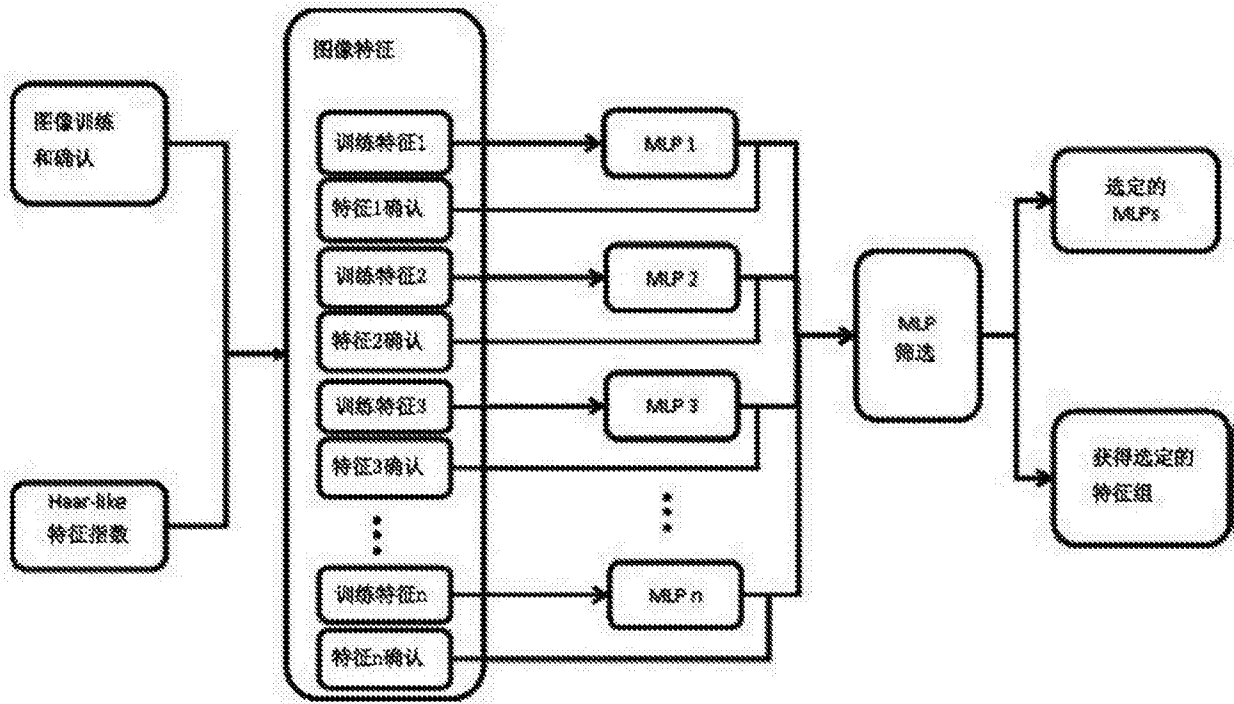 图像特征
图像训练
和确认
Haar-like
特征指数
训练特征1
特征1确认
训练特征2
特征2确认
训练特征3
特征3确认
训练特征n
特征n确认
MLP 1
MLP 2
MLP 3
MLP n
MLP
筛选
选定的
MLPs
获得选定的
特征组